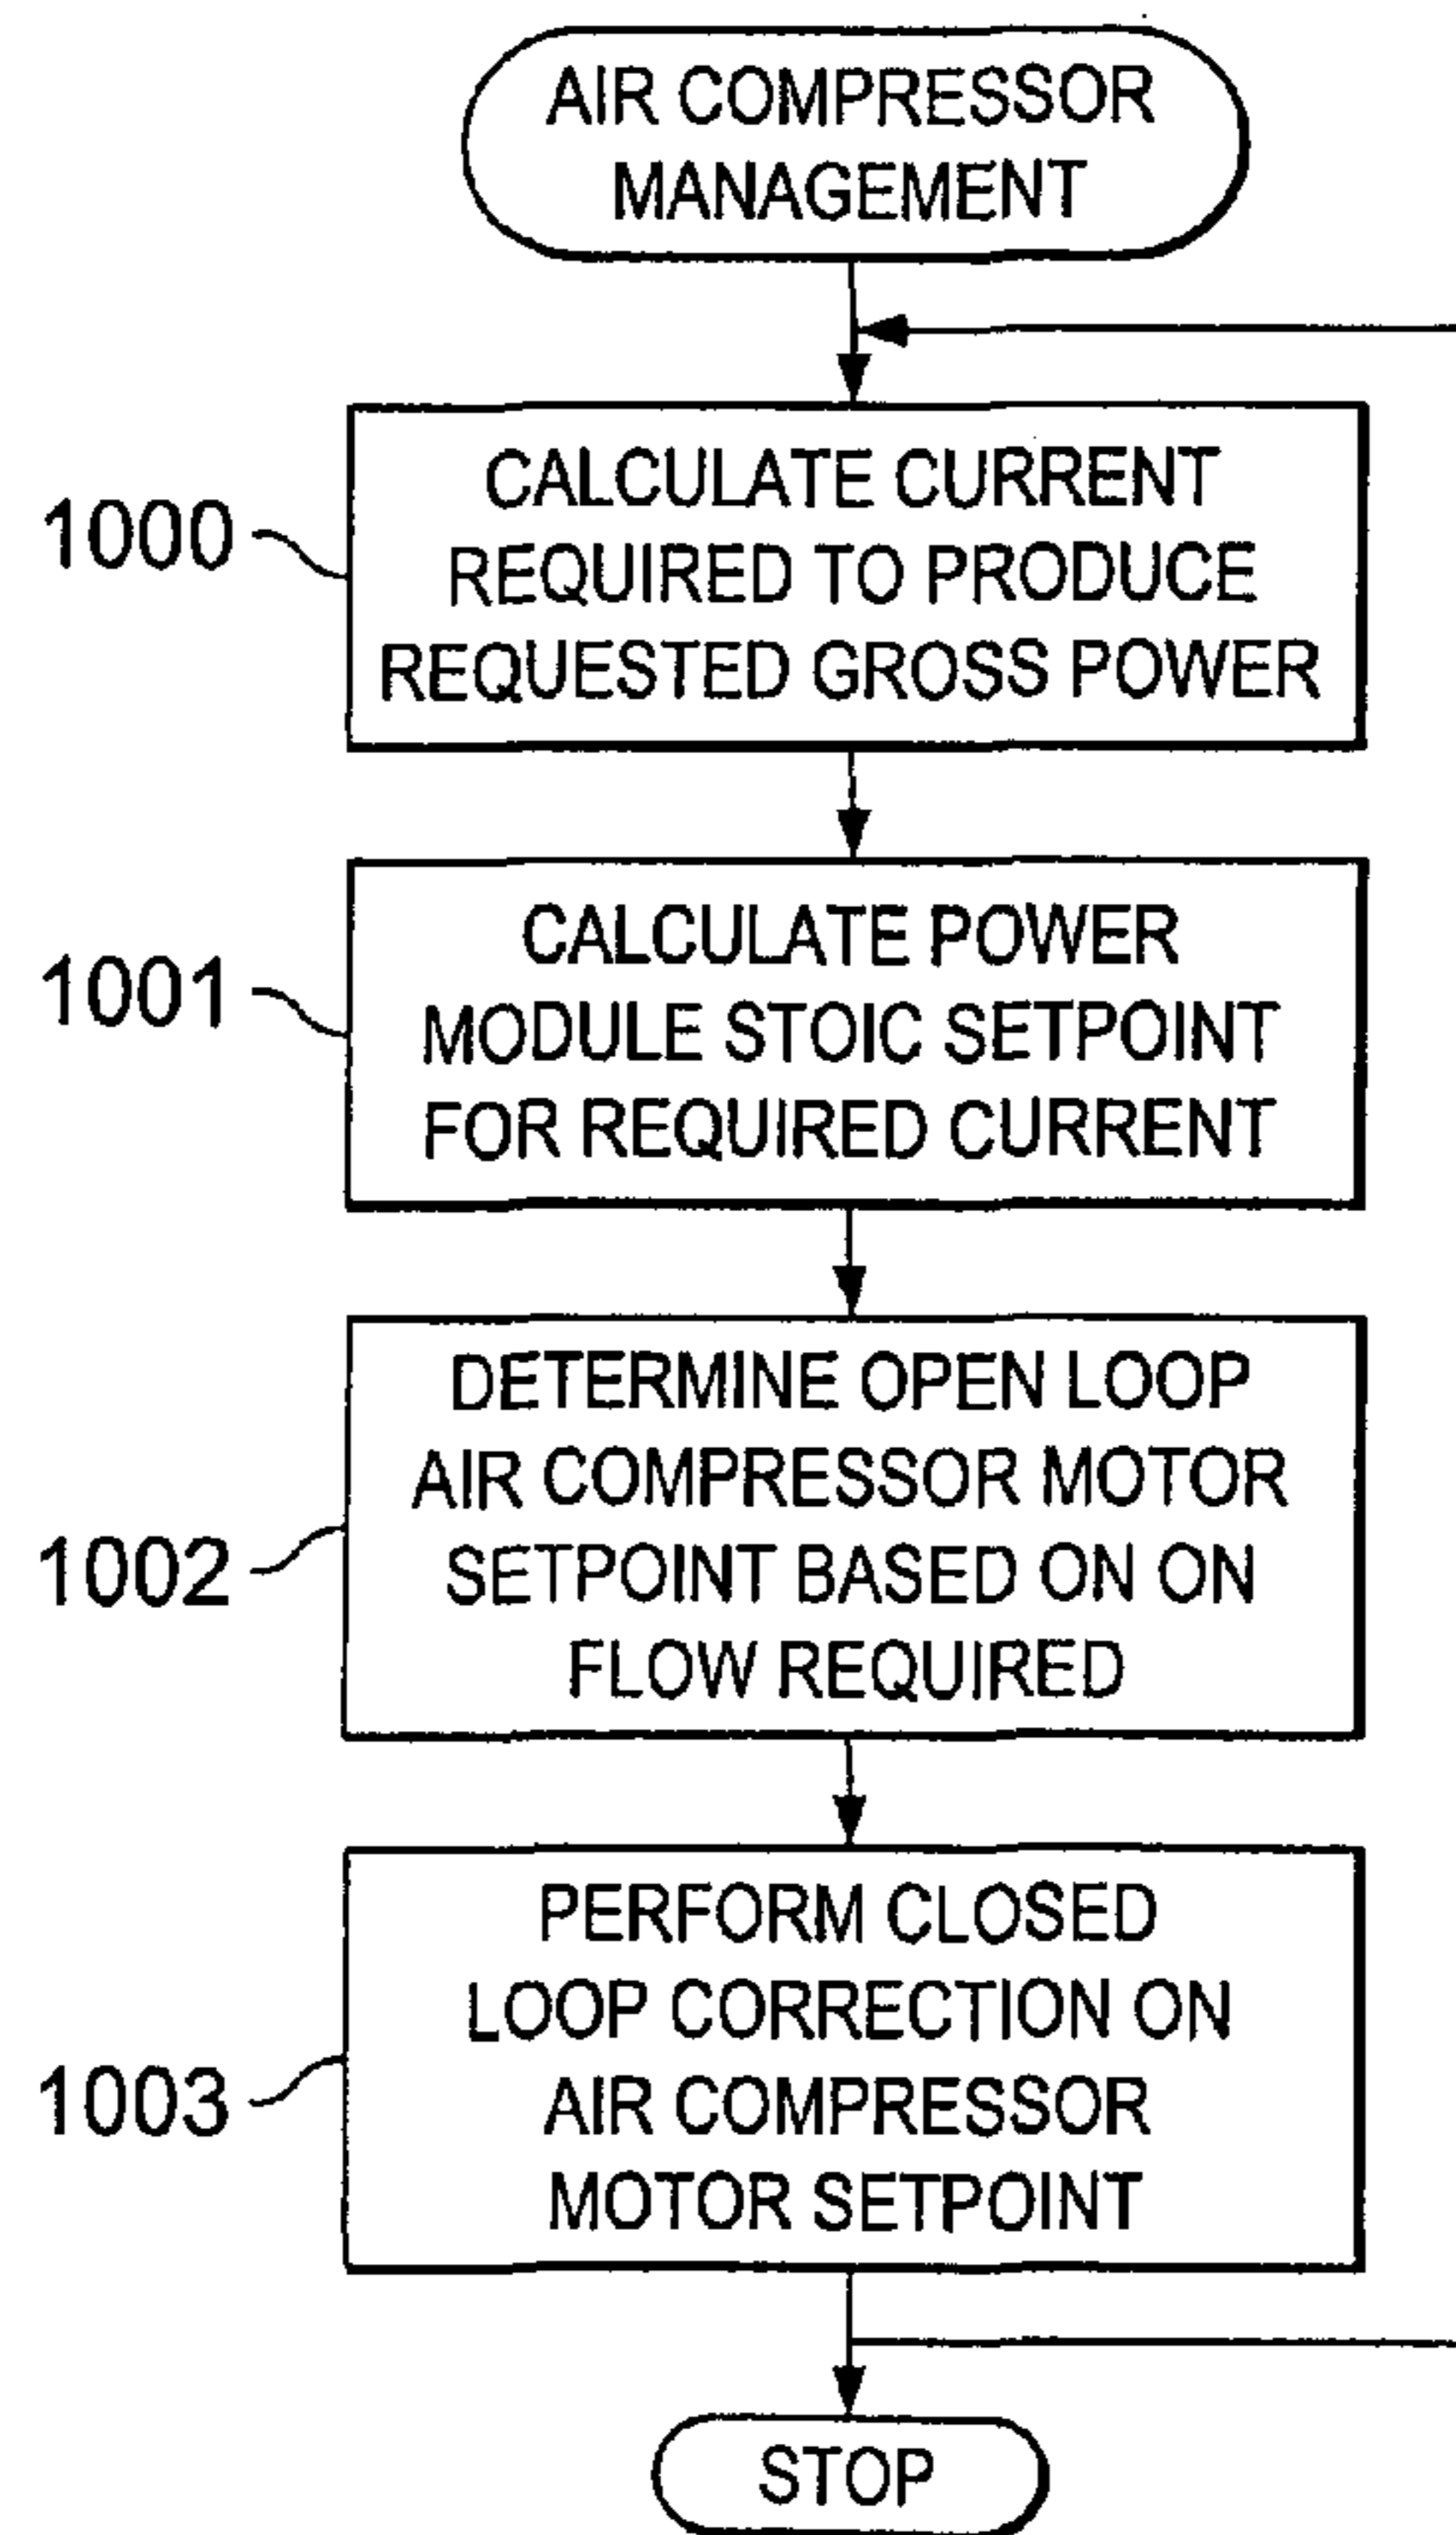 AIR COMPRESSOR
MANAGEMENT
1000
CALCULATE CURRENT
REQUIRED TO PRODUCE
REQUESTED GROSS POWER
1001
CALCULATE POWER
MODULE STOIC SETPOINT
FOR REQUIRED CURRENT
1002
DETERMINE OPEN LOOP
AIR COMPRESSOR MOTOR
SETPOINT BASED ON ON
FLOW REQUIRED
1003
PERFORM CLOSED
LOOP CORRECTION ON
AIR COMPRESSOR
MOTOR SETPOINT
STOP